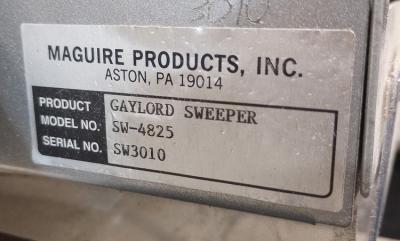 MAGUIRE PRODUCTS, INC.
ASTON, PA 19014
PRODUCT GAYLORD SWEEPER
MODEL NO. SW-4825
SERIAL NO. SW3010